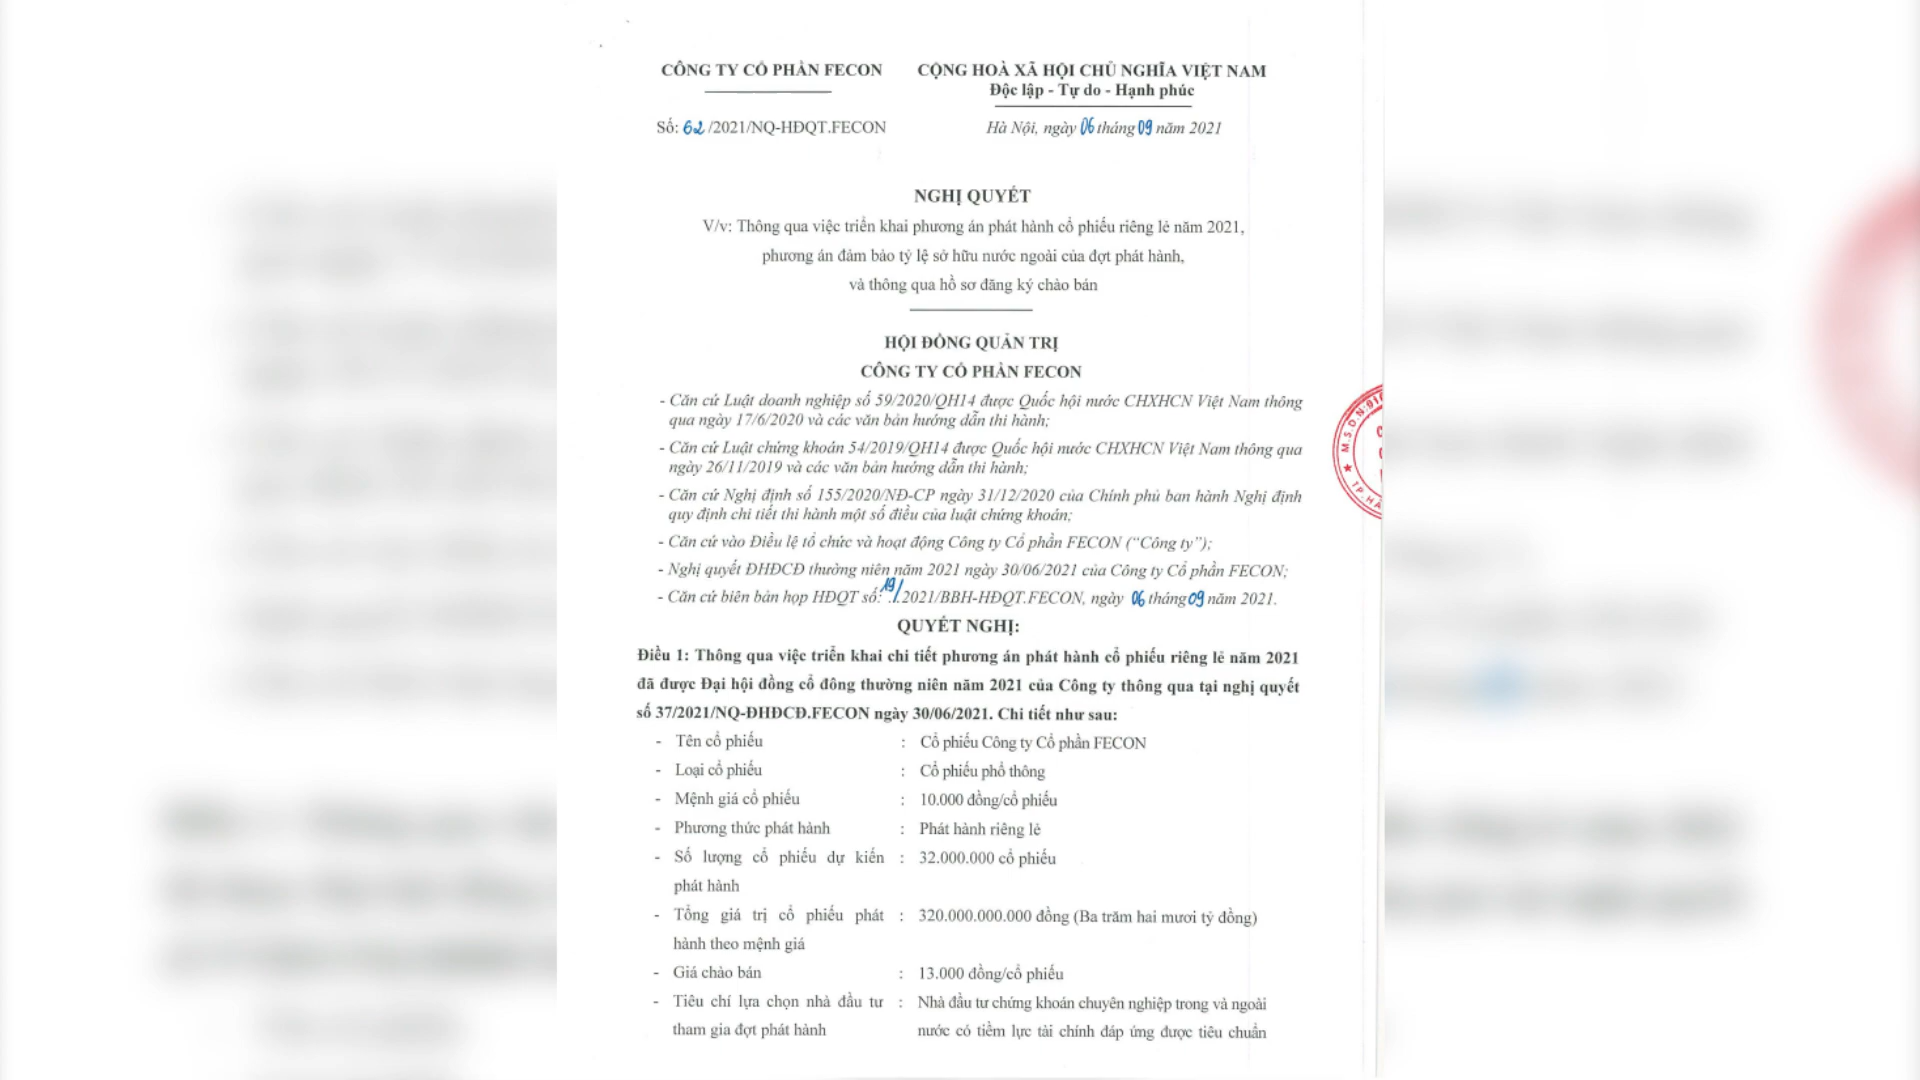 CÔNG TY CỔ PHẦN FECON
CỘNG HOÀ XÃ HỘI CHỦ NGHĨA VIỆT NAM
Độc lập - Tự do - Hạnh phúc
Số: 62 /2021/NQ-HĐQT.FECON
Hà Nội, ngày 06 tháng 09 năm 2021
NGHỊ QUYẾT
V/v: Thông qua việc triển khai phương án phát hành cổ phiếu riêng lẻ năm 2021,
phương án đảm bảo tỷ lệ sở hữu nước ngoài của đợt phát hành,
và thông qua hồ sơ đăng ký chào bán
HỘI ĐỒNG QUẢN TRỊ
CÔNG TY CỔ PHẦN FECON
- Căn cứ Luật doanh nghiệp số 59/2020/QH14 được Quốc hội nước CHXHCN Việt Nam thông
qua ngày 17/6/2020 và các văn bản hướng dẫn thi hành;
- Căn cứ Luật chứng khoán 54/2019/QH14 được Quốc hội nước CHXHCN Việt Nam thông qua
ngày 26/11/2019 và các văn bản hướng dẫn thi hành;
- Căn cứ Nghị định số 155/2020/NĐ-CP ngày 31/12/2020 của Chính phủ ban hành Nghị định
quy định chi tiết thi hành một số điều của luật chứng khoán;
- Căn cứ vào Điều lệ tổ chức và hoạt động Công ty Cổ phần FECON (“Công ty”);
- Nghị quyết ĐHĐCĐ thường niên năm 2021 ngày 30/06/2021 của Công ty Cổ phần FECON;
- Căn cứ biên bản họp HĐQT số: 19/2021/BBH-HĐQT.FECON, ngày 06 tháng 09 năm 2021.
QUYẾT NGHỊ:
Điều 1: Thông qua việc triển khai chi tiết phương án phát hành cổ phiếu riêng lẻ năm 2021
đã được Đại hội đồng cổ đông thường niên năm 2021 của Công ty thông qua tại nghị quyết
số 37/2021/NQ-ĐHĐCĐ.FECON ngày 30/06/2021. Chi tiết như sau:
- Tên cổ phiếu : Cổ phiếu Công ty Cổ phần FECON
- Loại cổ phiếu : Cổ phiếu phổ thông
- Mệnh giá cổ phiếu : 10.000 đồng/cổ phiếu
- Phương thức phát hành : Phát hành riêng lẻ
- Số lượng cổ phiếu dự kiến : 32.000.000 cổ phiếu
phát hành
- Tổng giá trị cổ phiếu phát : 320.000.000.000 đồng (Ba trăm hai mươi tỷ đồng)
hành theo mệnh giá
- Giá chào bán : 13.000 đồng/cổ phiếu
- Tiêu chí lựa chọn nhà đầu tư : Nhà đầu tư chứng khoán chuyên nghiệp trong và ngoài
tham gia đợt phát hành nước có tiềm lực tài chính đáp ứng được tiêu chuẩn
★ M.S.D.N:010